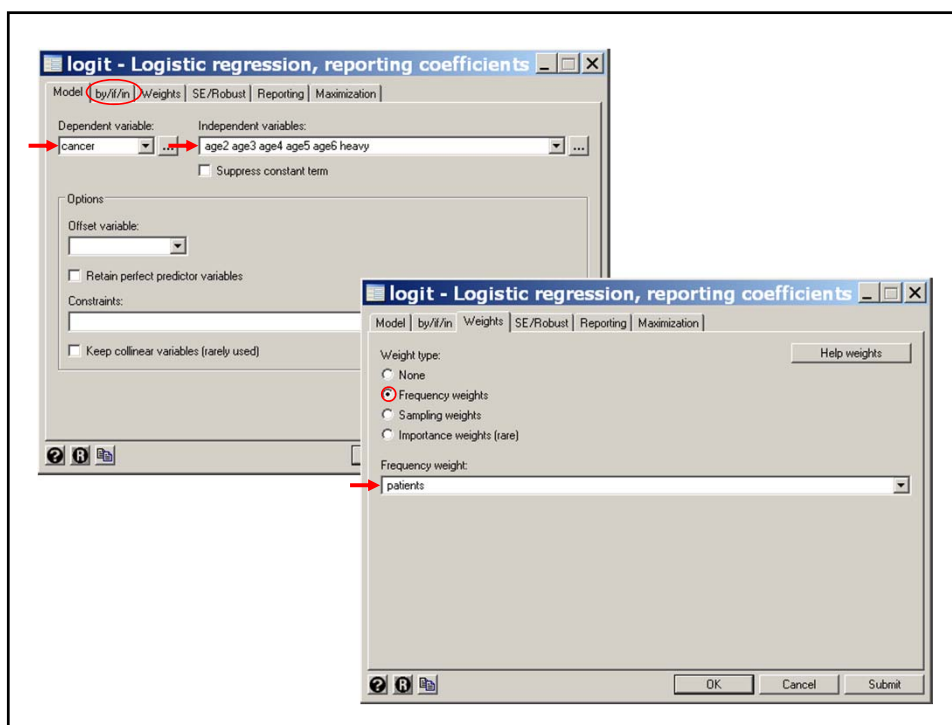 logit - Logistic regression, reporting coefficients
Model by/if/in Weights SE/Robust Reporting Maximization
Dependent variable: Independent variables:
cancer ... age2 age3 age4 age5 age6 heavy ...
Suppress constant term
Options
Offset variable:
Retain perfect predictor variables
Constraints:
Keep collinear variables (rarely used)
? R
logit - Logistic regression, reporting coefficients
Model by/if/in Weights SE/Robust Reporting Maximization
Weight type: Help weights
None
Frequency weights
Sampling weights
Importance weights (rare)
Frequency weight:
patients
? R OK Cancel Submit